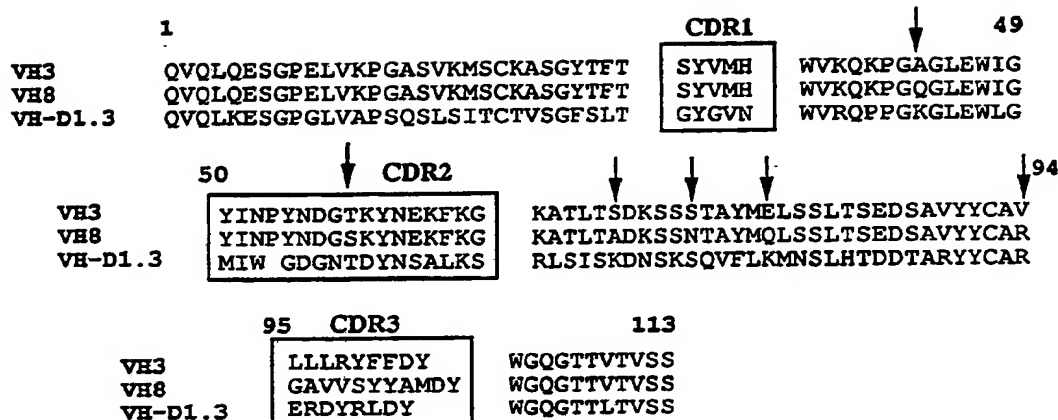 1 CDR1 49
VH3 QVQLQESGPELVKPGASVKMSCKASGYTFT SYVMH WVKQKPGAGLEWIG
VH8 QVQLQESGPELVKPGASVKMSCKASGYTFT SYVMH WVKQKPGQGLEWIG
VH-D1.3 QVQLKESGPGLVAPSQSLSITCTVSGFSLT GYGVN WVRQPPGKGLEWLG
50 CDR2 94
VH3 YINPYNDGTKYNEKFKG KATLTSDKSSSTAYMELSSLTSEDSAVYYCAV
VH8 YINPYNDGSKYNEKFKG KATLTADKSSNTAYMQLSSLTSEDSAVYYCAR
VH-D1.3 MIW GDGNTDYNSALKS RLSISKDNSKSQVFLKMNSLHTDDTARYYCAR
95 CDR3 113
VH3 LLLRYFFDY WGQGTTVTVSS
VH8 GAVVSYYAMDY WGQGTTVTVSS
VH-D1.3 ERDYRLDY WGQGTTLTVSS